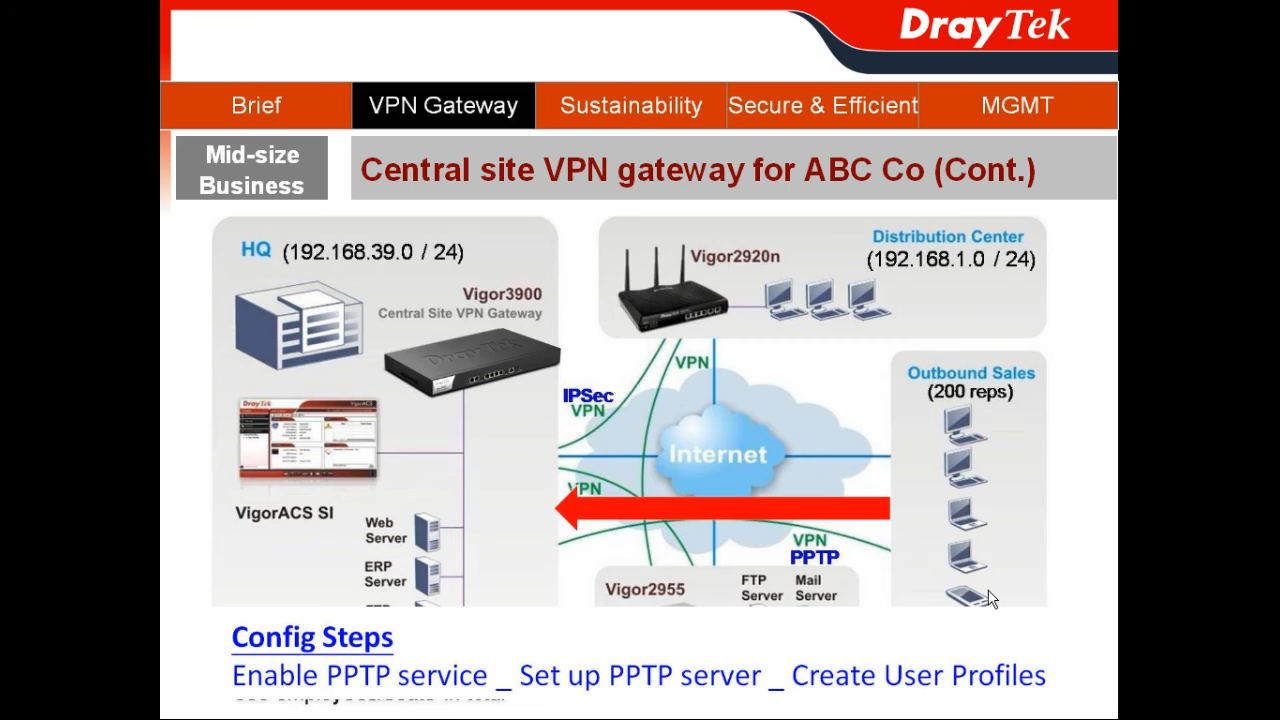 DrayTek
Brief
VPN Gateway
Sustainability
Secure & Efficient
MGMT
Mid-size
Business
Central site VPN gateway for ABC Co (Cont.)
HQ (192.168.39.0 / 24)
Vigor3900
Central Site VPN Gateway
DrayTek
VigorACS SI
Web
Server
ERP
Server
Vigor2920n
Distribution Center
(192.168.1.0 / 24)
DrayTek
VPN
IPSec
VPN
Internet
VPN
VPN
PPTP
Outbound Sales
(200 reps)
Vigor2955
FTP
Server
Mail
Server
Config Steps
Enable PPTP service _ Set up PPTP server _ Create User Profiles